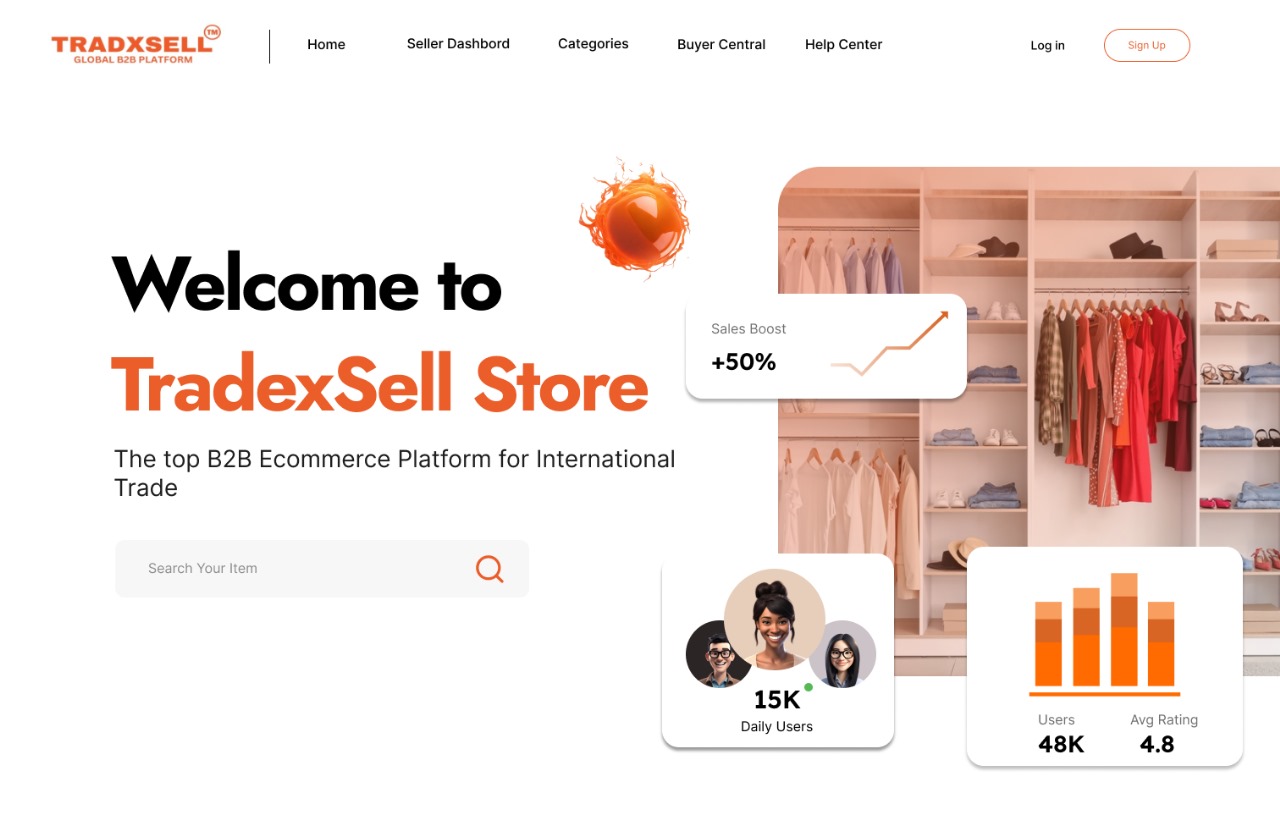 TRADXSELL TM
GLOBAL B2B PLATFORM
Home
Seller Dashbord
Categories
Buyer Central
Help Center
Log in
Sign Up
Welcome to
TradexSell Store
The top B2B Ecommerce Platform for International
Trade
Search Your Item
Sales Boost
+50%
15K
Daily Users
Users
Avg Rating
48K
4.8